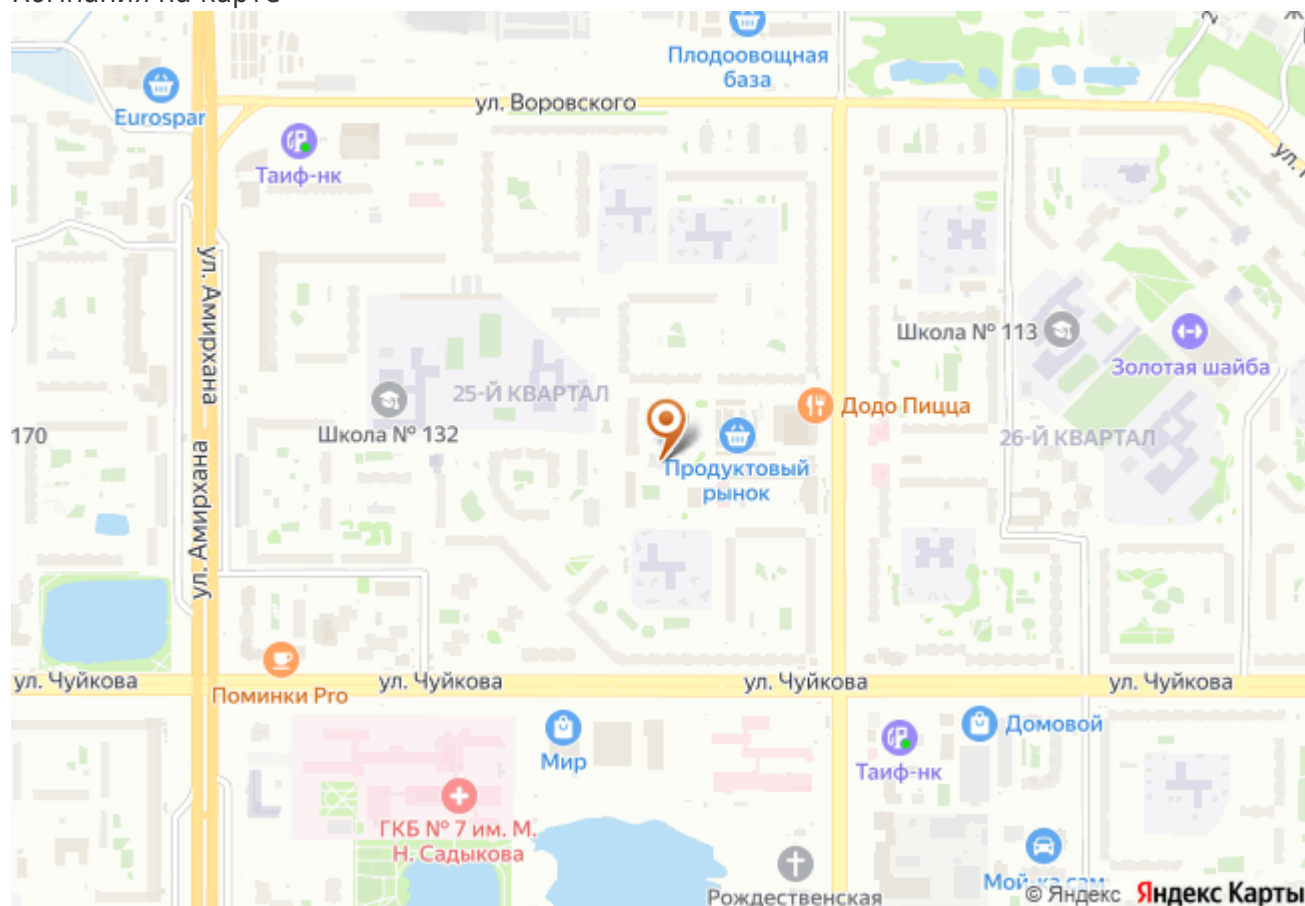 Плодоовощная
база
Eurospar
ул. Воровского
Таиф-нк
ул. Амирхана
Школа № 113
Золотая шайба
25-Й КВАРТАЛ
Додо Пицца
170
Школа № 132
26-Й КВАРТАЛ
Продуктовый
рынок
ул. Амирхана
ул. Чуйкова
Поминки Pro
ул. Чуйкова
ул. Чуйкова
ул. Чуйкова
Домовой
Мир
Таиф-нк
ГКБ № 7 им. М.
Н. Садыкова
Рождественская
© Яндекс Яндекс Карты